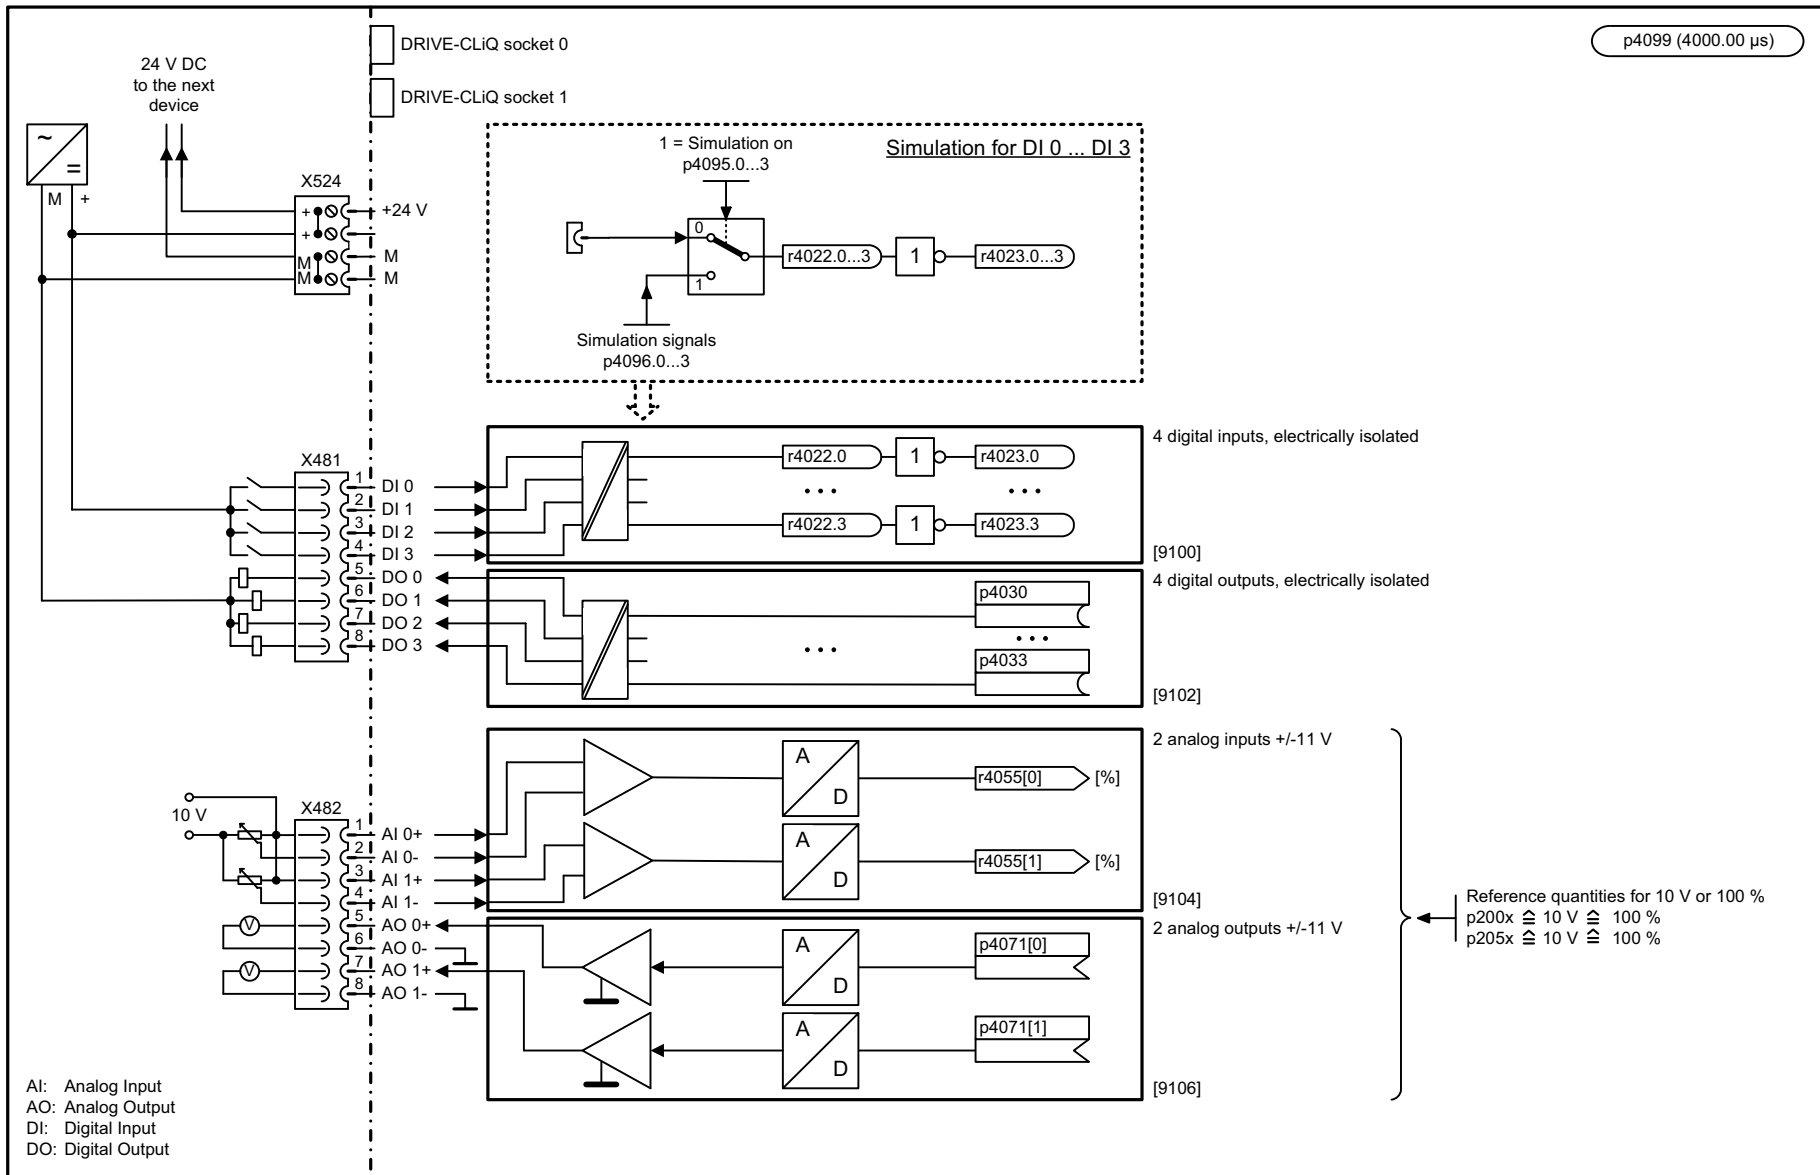 DRIVE-CLiQ socket 0
p4099 (4000.00 µs)
24 V DC
to the next
device
DRIVE-CLiQ socket 1
~
=
M +
X524
+ +24 V
+
M M
M M
1 = Simulation on
p4095.0...3
Simulation for DI 0 ... DI 3
0
1
r4022.0...3
1
r4023.0...3
Simulation signals
p4096.0...3
X481
1 DI 0
2 DI 1
3 DI 2
4 DI 3
5 DO 0
6 DO 1
7 DO 2
8 DO 3
4 digital inputs, electrically isolated
r4022.0 1 r4023.0
... ...
r4022.3 1 r4023.3
[9100]
4 digital outputs, electrically isolated
p4030
... ...
p4033
[9102]
10 V
X482
1 AI 0+
2 AI 0-
3 AI 1+
4 AI 1-
5 AO 0+
6 AO 0-
7 AO 1+
8 AO 1-
V
V
2 analog inputs +/-11 V
A
D
r4055[0] [%]
A
D
r4055[1] [%]
[9104]
2 analog outputs +/-11 V
A
D
p4071[0]
A
D
p4071[1]
[9106]
Reference quantities for 10 V or 100 %
p200x ≙ 10 V ≙ 100 %
p205x ≙ 10 V ≙ 100 %
AI: Analog Input
AO: Analog Output
DI: Digital Input
DO: Digital Output